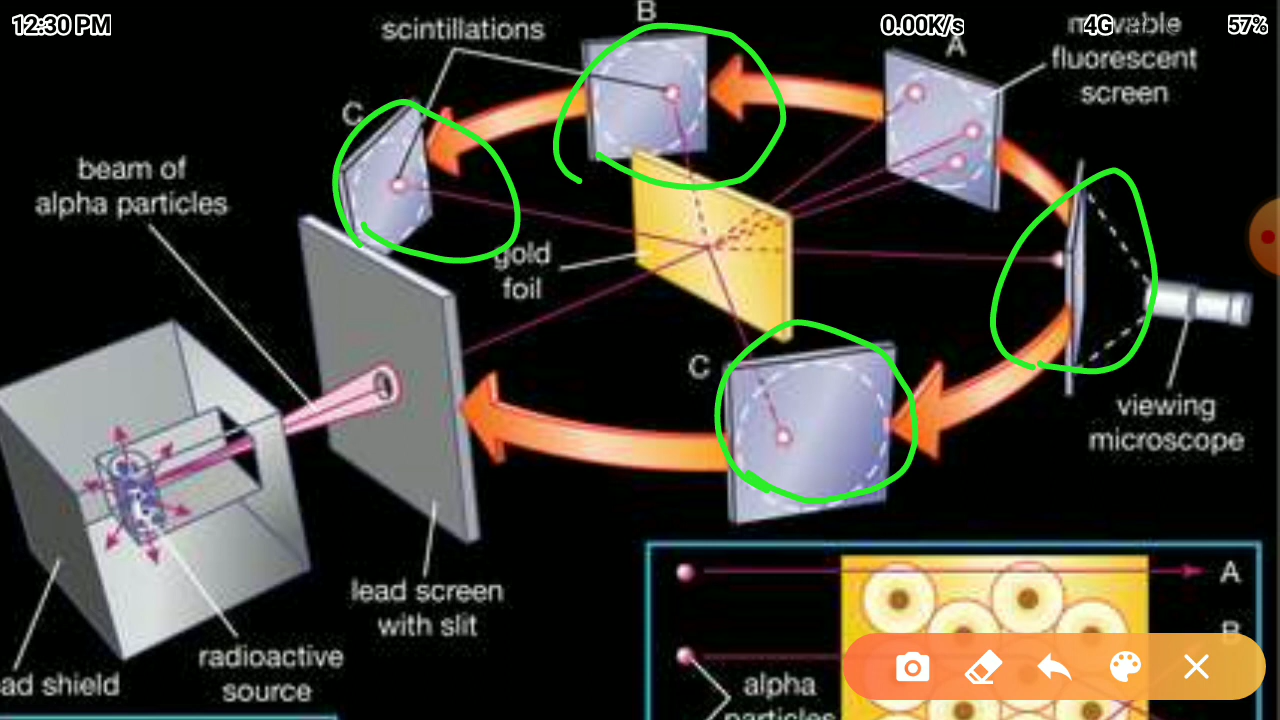 12:30 PM
0.00K/s
4G
57%
B
scintillations
A
movable
fluorescent
screen
C
beam of
alpha particles
gold
foil
C
viewing
microscope
lead screen
with slit
radioactive
source
ad shield
A
B
alpha
particles